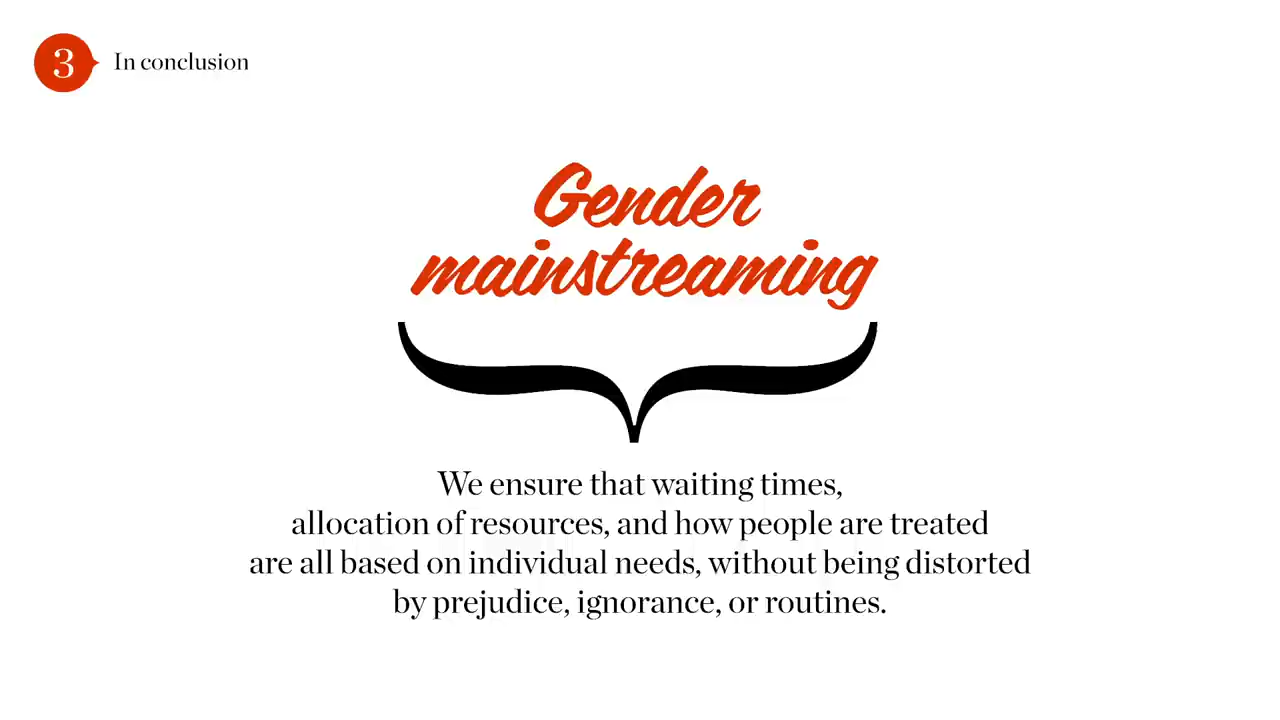 3 In conclusion
Gender
mainstreaming
We ensure that waiting times,
allocation of resources, and how people are treated
are all based on individual needs, without being distorted
by prejudice, ignorance, or routines.